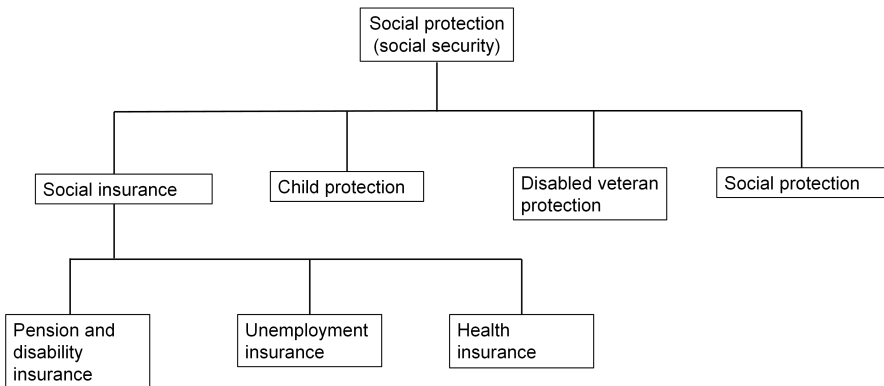 Social protection
(social security)
Social insurance
Child protection
Disabled veteran
protection
Social protection
Pension and
disability
insurance
Unemployment
insurance
Health
insurance